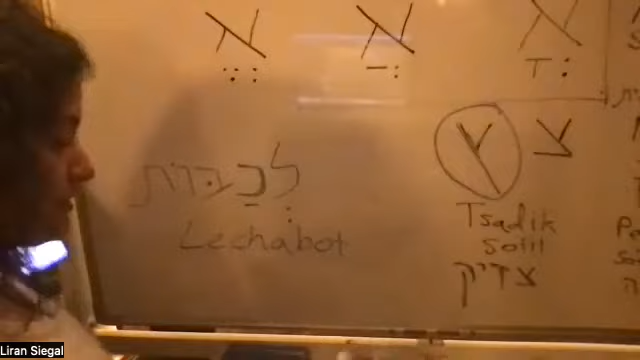 אֱ אֲ אֳ
לְכַבּוֹת
Lechabot
ץ צ
Tsadik
sofit
צדיק
Liran Siegal